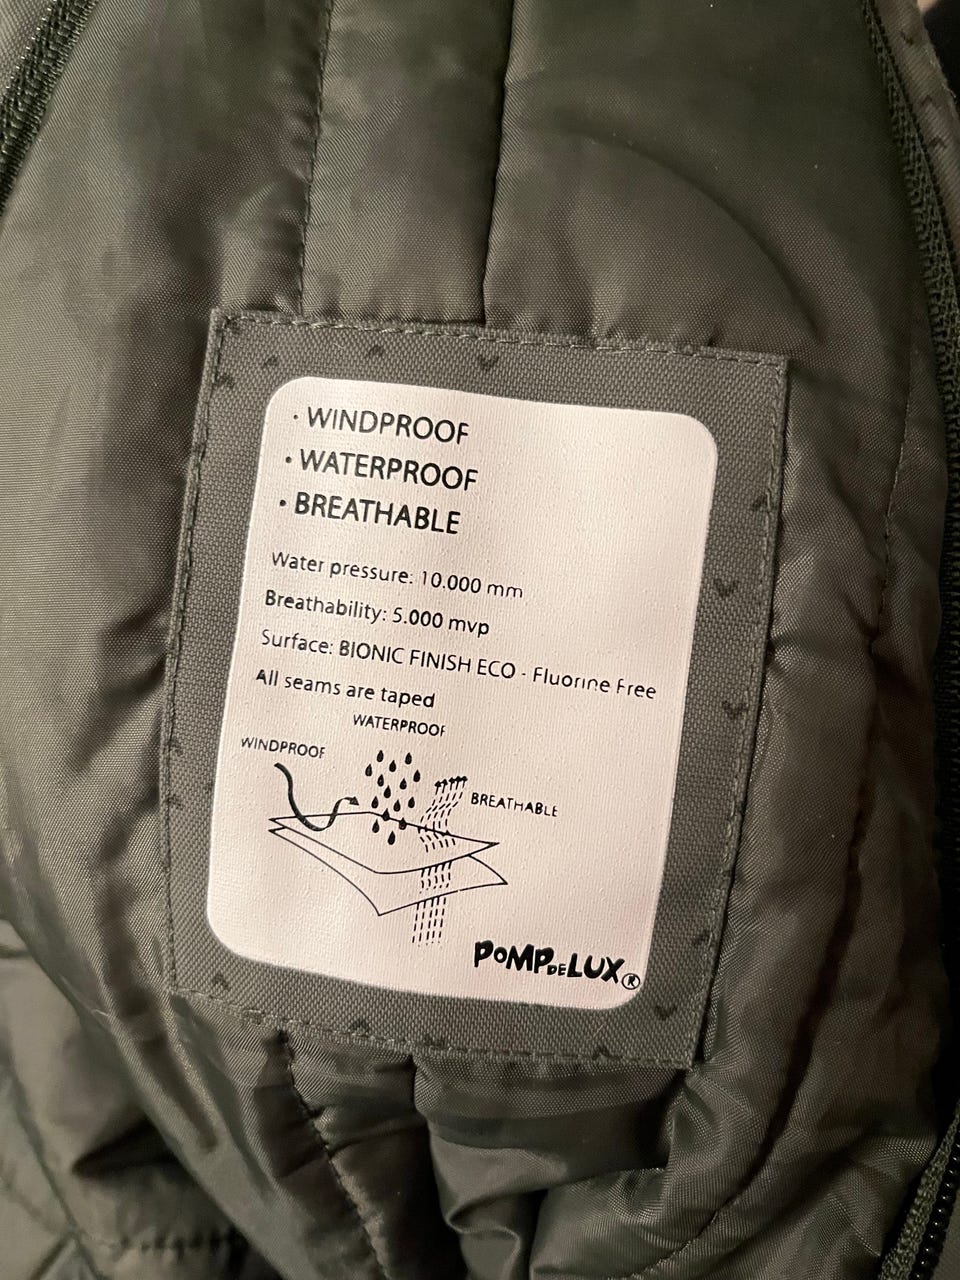 • WINDPROOF
• WATERPROOF
• BREATHABLE
Water pressure: 10.000 mm
Breathability: 5.000 mvp
Surface: BIONIC FINISH ECO - Fluorine Free
All seams are taped
WATERPROOF
WINDPROOF
BREATHABLE
POMPDELUX®